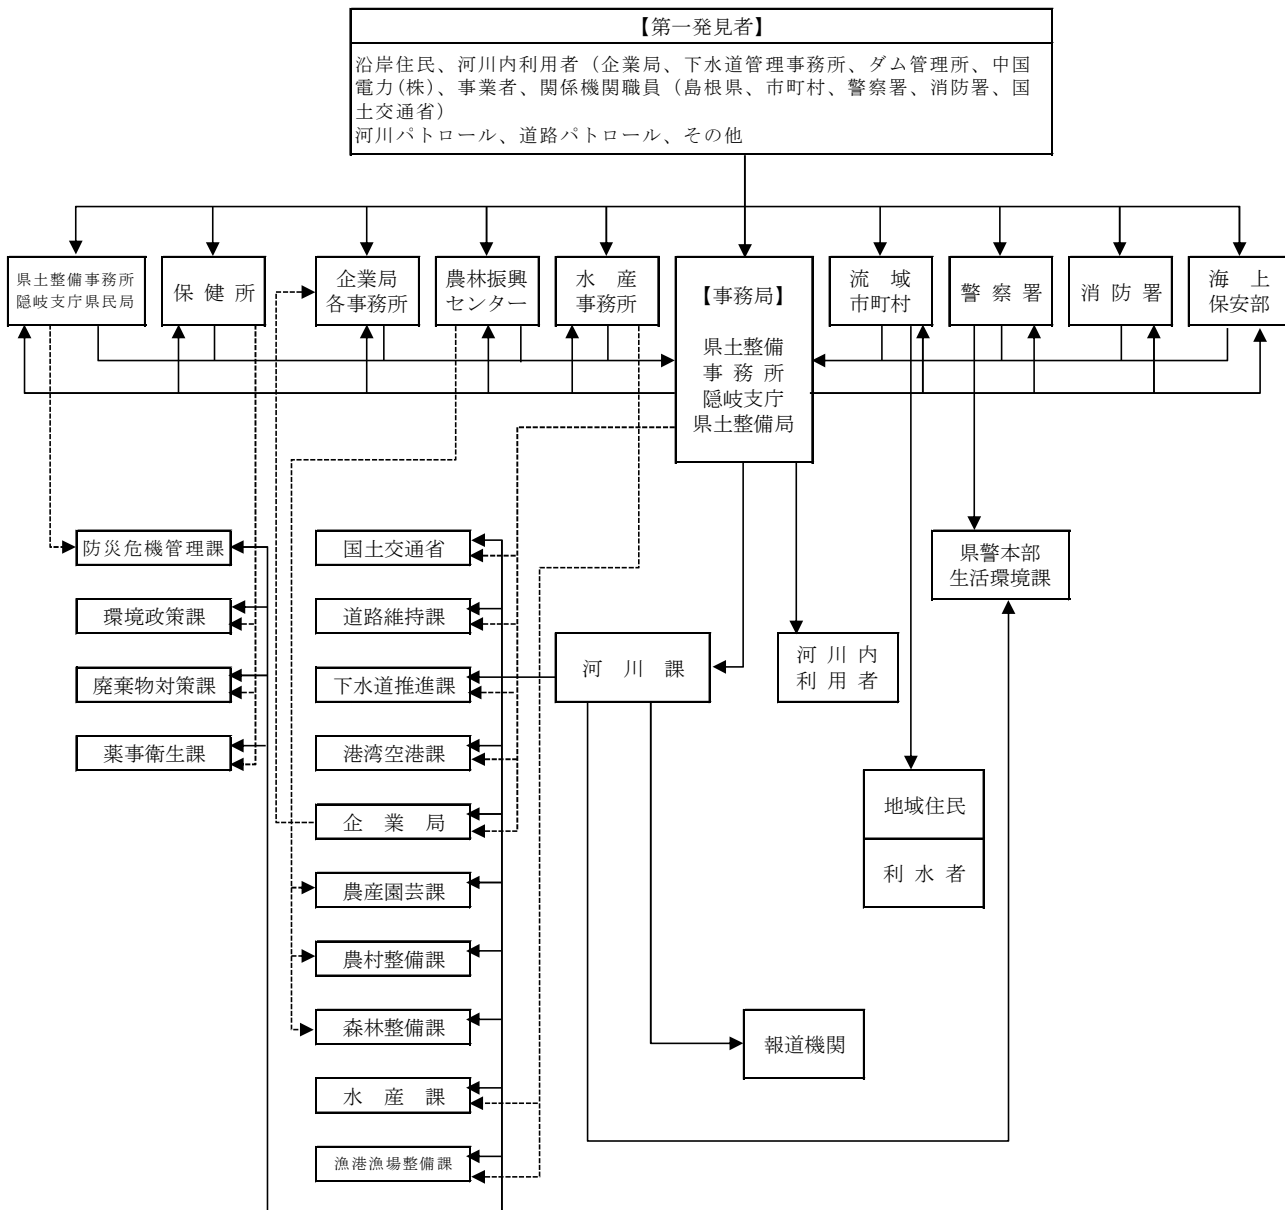 【第一発見者】
沿岸住民、河川内利用者（企業局、下水道管理事務所、ダム管理所、中国
電力(株)、事業者、関係機関職員（島根県、市町村、警察署、消防署、国
土交通省）
河川パトロール、道路パトロール、その他
県土整備事務所
隠岐支庁県民局
保健所
企業局
各事務所
農林振興
センター
水産
事務所
【事務局】
県土整備
事務所
隠岐支庁
県土整備局
流域
市町村
警察署
消防署
海上
保安部
防災危機管理課
環境政策課
廃棄物対策課
薬事衛生課
国土交通省
道路維持課
下水道推進課
港湾空港課
企業局
農産園芸課
農村整備課
森林整備課
水産課
漁港漁場整備課
河川課
河川内
利用者
県警本部
生活環境課
地域住民
利水者
報道機関